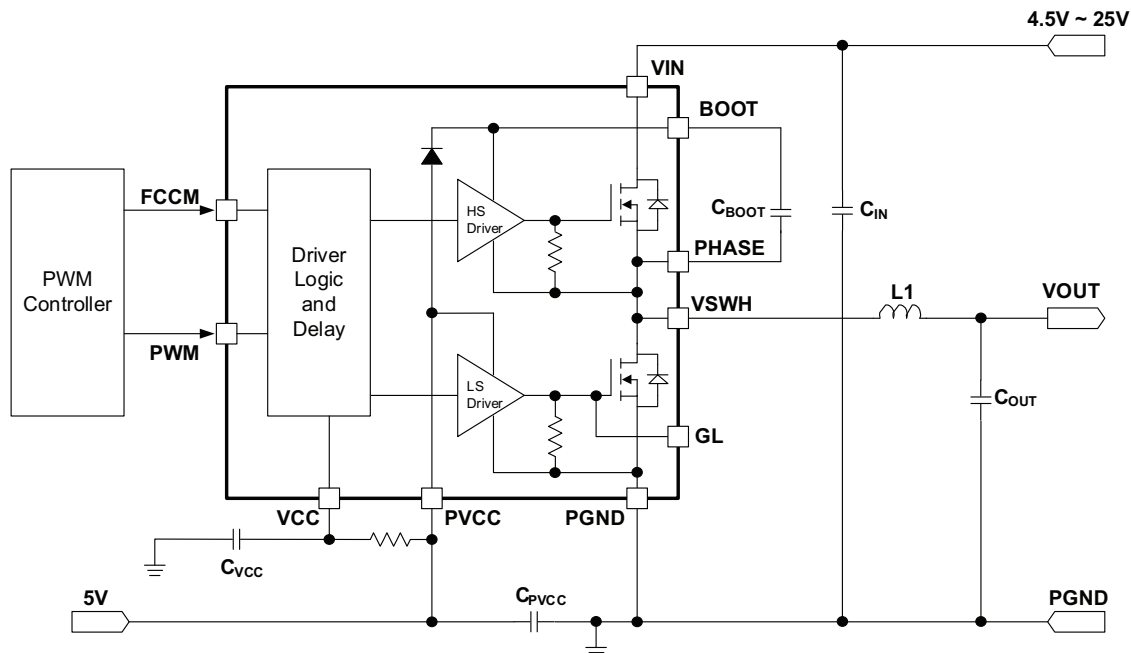 4.5V ~ 25V
VIN
BOOT
FCCM
HS
Driver
CBOOT
CIN
PWM
Controller
Driver
Logic
and
Delay
PHASE
L1
VOUT
VSWH
PWM
LS
Driver
COUT
GL
VCC
PVCC
PGND
CVCC
5V
CPVCC
PGND